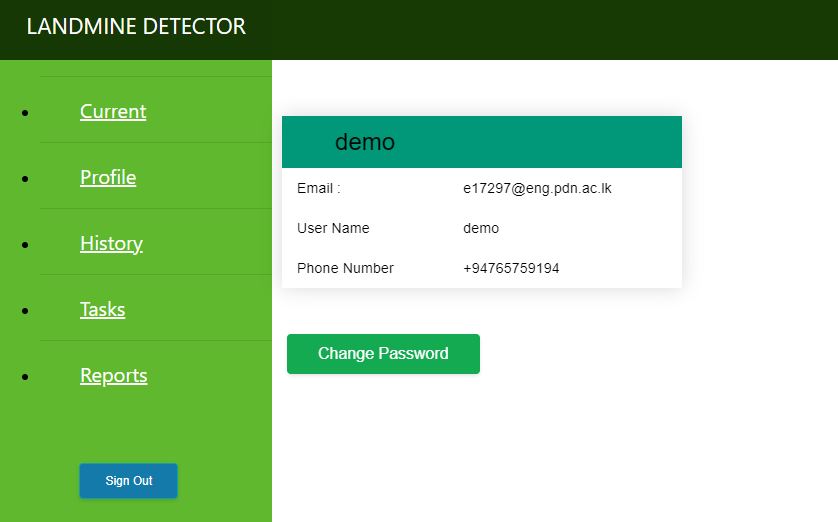 LANDMINE DETECTOR
Current
Profile
History
Tasks
Reports
Sign Out
demo
Email : e17297@eng.pdn.ac.lk
User Name demo
Phone Number +94765759194
Change Password